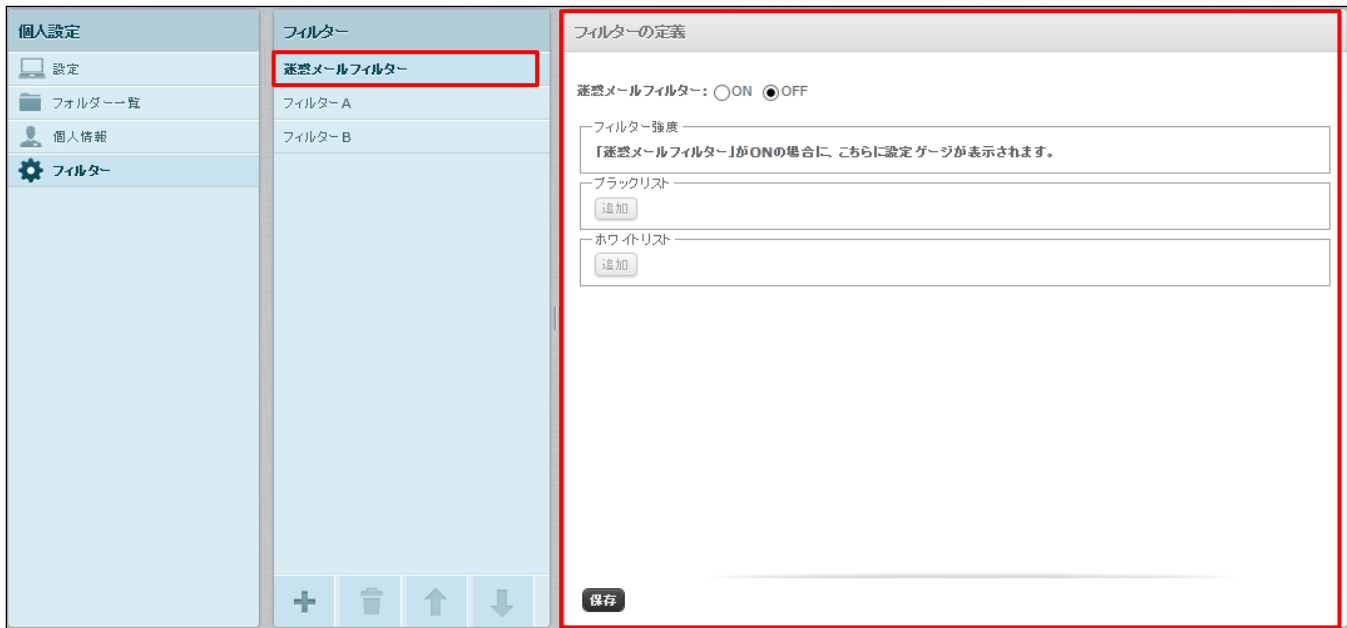 個人設定
設定
フォルダー一覧
個人情報
フィルター
フィルター
迷惑メールフィルター
フィルターA
フィルターB
フィルターの定義
迷惑メールフィルター: ON OFF
フィルター強度
「迷惑メールフィルター」がONの場合に、こちらに設定ゲージが表示されます。
ブラックリスト
追加
ホワイトリスト
追加
保存